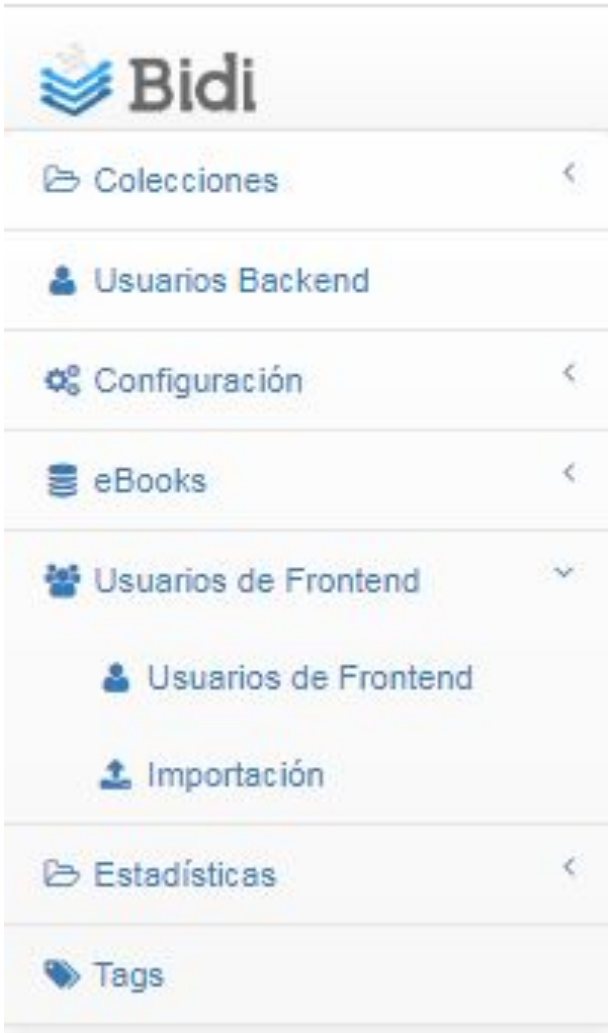 Bidi
Colecciones
Usuarios Backend
Configuración
eBooks
Usuarios de Frontend
Usuarios de Frontend
Importación
Estadísticas
Tags